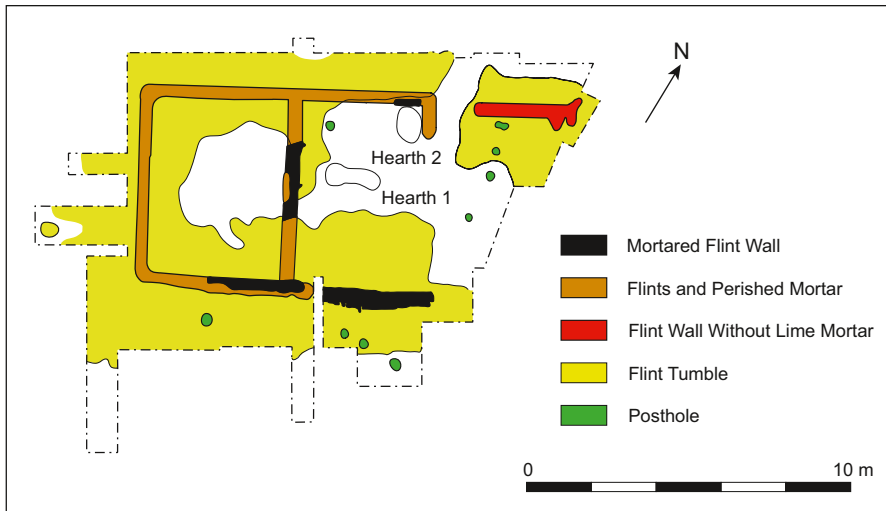 N
Hearth 2
Hearth 1
Mortared Flint Wall
Flints and Perished Mortar
Flint Wall Without Lime Mortar
Flint Tumble
Posthole
0 10 m